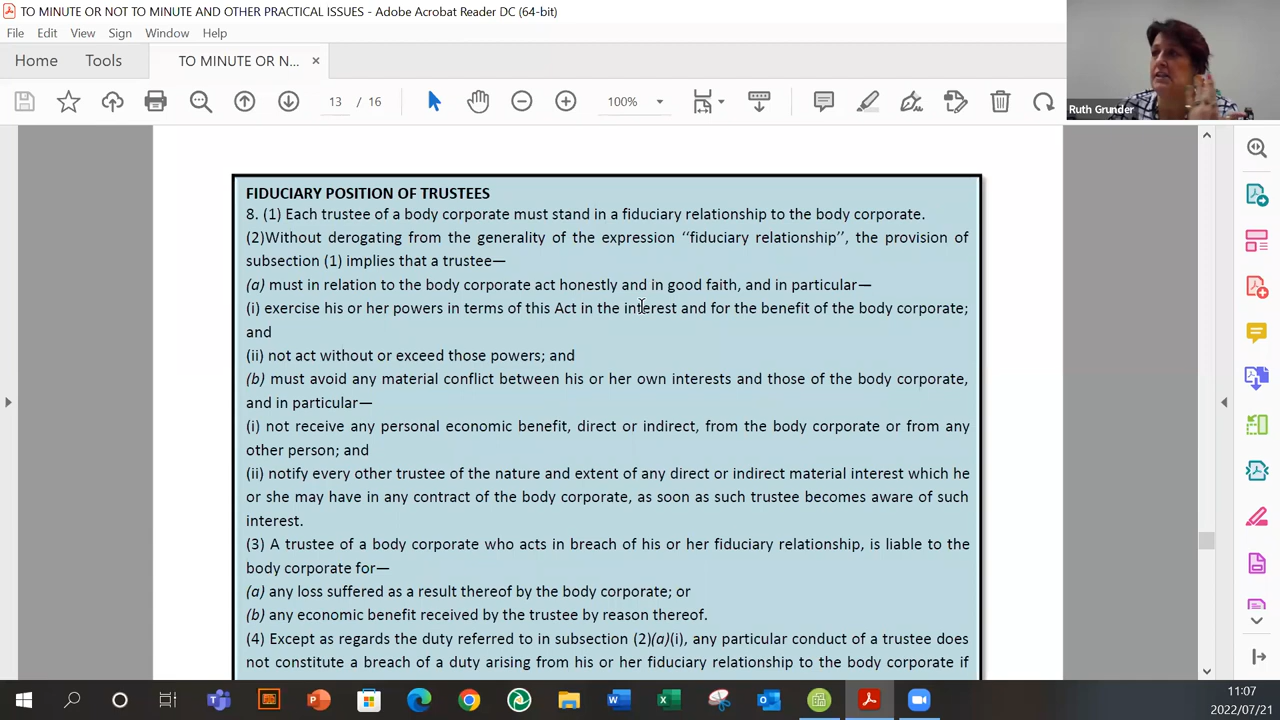 TO MINUTE OR NOT TO MINUTE AND OTHER PRACTICAL ISSUES - Adobe Acrobat Reader DC (64-bit)
File Edit View Sign Window Help
Home Tools TO MINUTE OR N... ×
13 / 16 100%
Ruth Grunder
FIDUCIARY POSITION OF TRUSTEES
8. (1) Each trustee of a body corporate must stand in a fiduciary relationship to the body corporate.
(2)Without derogating from the generality of the expression ‘‘fiduciary relationship’’, the provision of
subsection (1) implies that a trustee—
(a) must in relation to the body corporate act honestly and in good faith, and in particular—
(i) exercise his or her powers in terms of this Act in the interest and for the benefit of the body corporate;
and
(ii) not act without or exceed those powers; and
(b) must avoid any material conflict between his or her own interests and those of the body corporate,
and in particular—
(i) not receive any personal economic benefit, direct or indirect, from the body corporate or from any
other person; and
(ii) notify every other trustee of the nature and extent of any direct or indirect material interest which he
or she may have in any contract of the body corporate, as soon as such trustee becomes aware of such
interest.
(3) A trustee of a body corporate who acts in breach of his or her fiduciary relationship, is liable to the
body corporate for—
(a) any loss suffered as a result thereof by the body corporate; or
(b) any economic benefit received by the trustee by reason thereof.
(4) Except as regards the duty referred to in subsection (2)(a)(i), any particular conduct of a trustee does
not constitute a breach of a duty arising from his or her fiduciary relationship to the body corporate if
11:07
2022/07/21